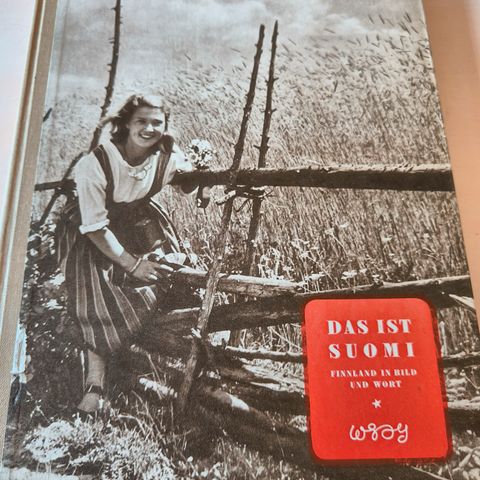 DAS IST
SUOMI
FINNLAND IN BILD
UND WORT
WSOY